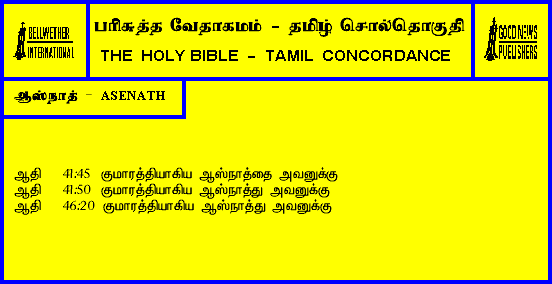 BELLWETHER
INTERNATIONAL
பரிசுத்த வேதாகமம் - தமிழ் சொல்தொகுதி
THE HOLY BIBLE - TAMIL CONCORDANCE
GOOD NEWS
PUBLISHERS
ஆஸ்நாத் - ASENATH
ஆதி 41:45 குமாரத்தியாகிய ஆஸ்நாத்தை அவனுக்கு
ஆதி 41:50 குமாரத்தியாகிய ஆஸ்நாத்து அவனுக்கு
ஆதி 46:20 குமாரத்தியாகிய ஆஸ்நாத்து அவனுக்கு